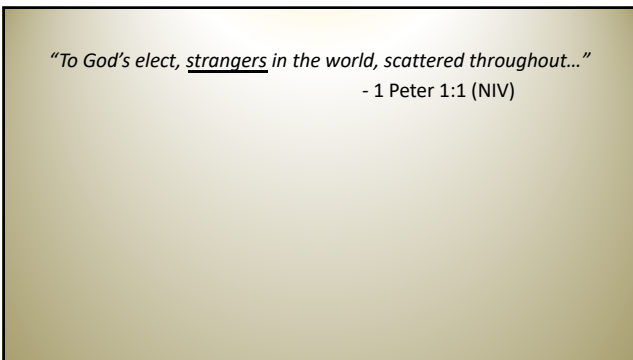 “To God’s elect, strangers in the world, scattered throughout…”
- 1 Peter 1:1 (NIV)